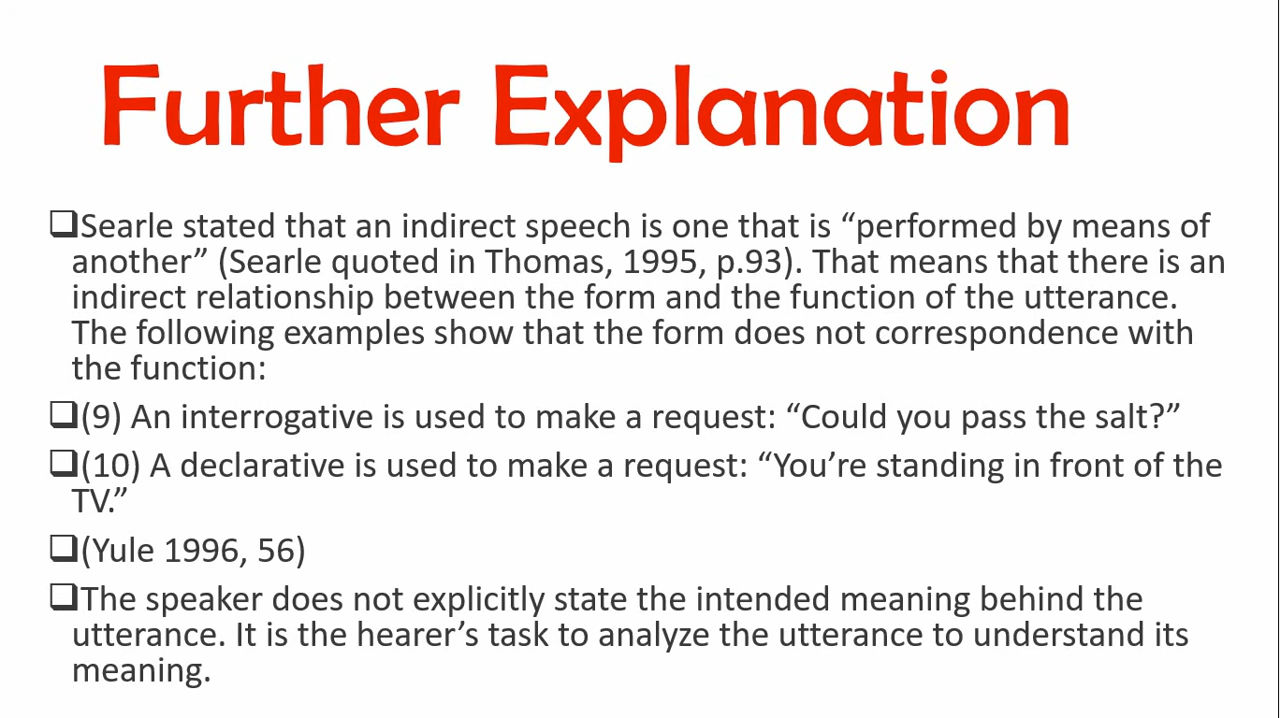 Further Explanation
❑Searle stated that an indirect speech is one that is “performed by means of
another” (Searle quoted in Thomas, 1995, p.93). That means that there is an
indirect relationship between the form and the function of the utterance.
The following examples show that the form does not correspondence with
the function:
❑(9) An interrogative is used to make a request: “Could you pass the salt?”
❑(10) A declarative is used to make a request: “You’re standing in front of the
TV.”
❑(Yule 1996, 56)
❑The speaker does not explicitly state the intended meaning behind the
utterance. It is the hearer’s task to analyze the utterance to understand its
meaning.